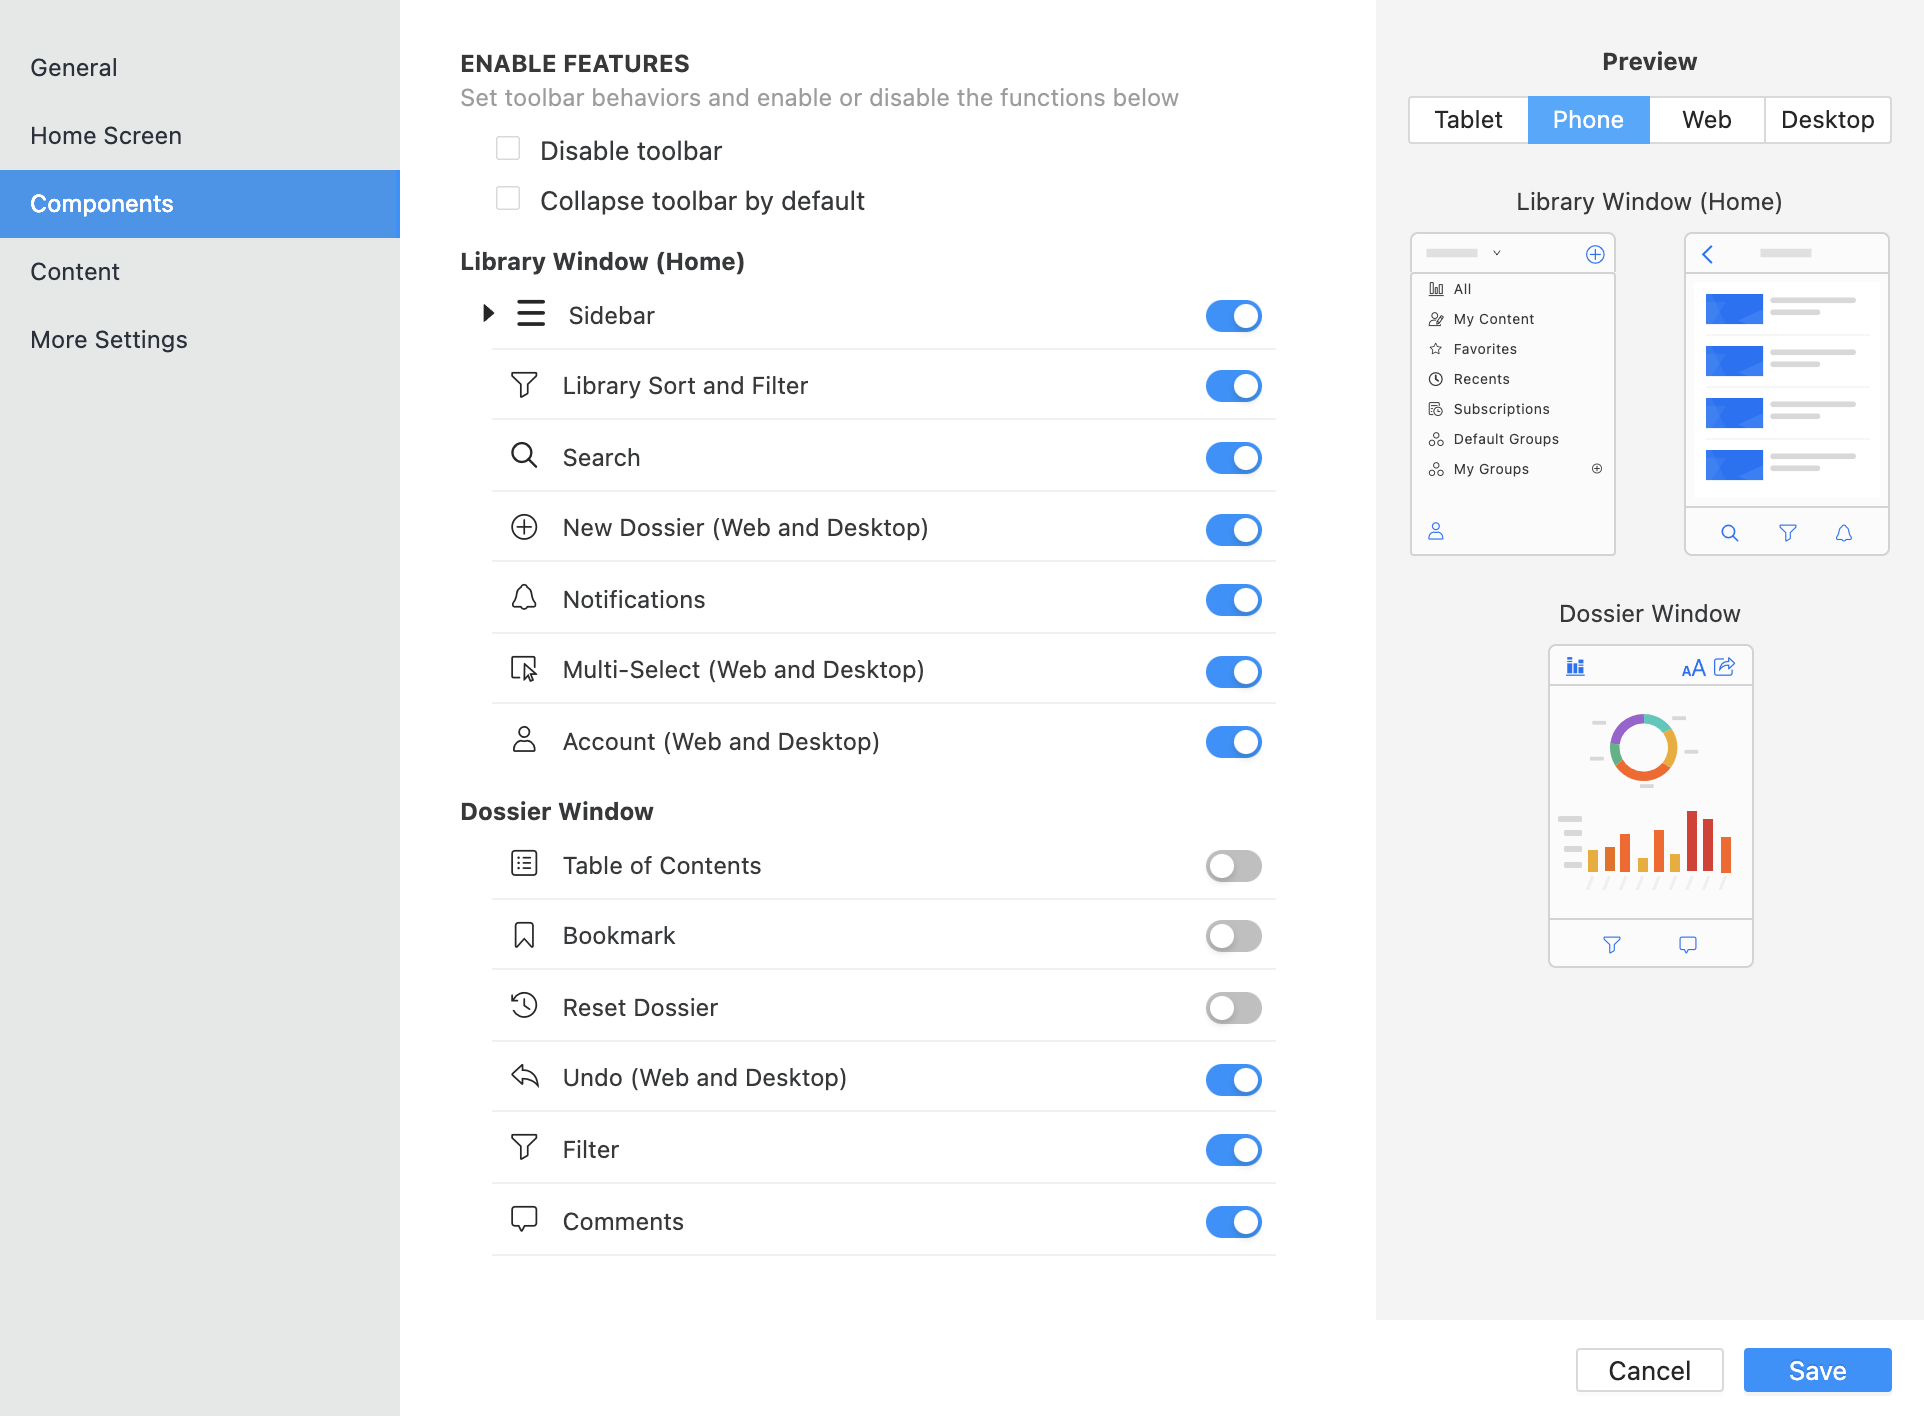 General
Home Screen
Components
Content
More Settings
ENABLE FEATURES
Set toolbar behaviors and enable or disable the functions below
Disable toolbar
Collapse toolbar by default
Library Window (Home)
Sidebar
Library Sort and Filter
Search
New Dossier (Web and Desktop)
Notifications
Multi-Select (Web and Desktop)
Account (Web and Desktop)
Dossier Window
Table of Contents
Bookmark
Reset Dossier
Undo (Web and Desktop)
Filter
Comments
Preview
Tablet Phone Web Desktop
Library Window (Home)
All
My Content
Favorites
Recents
Subscriptions
Default Groups
My Groups
Dossier Window
AA
Cancel Save